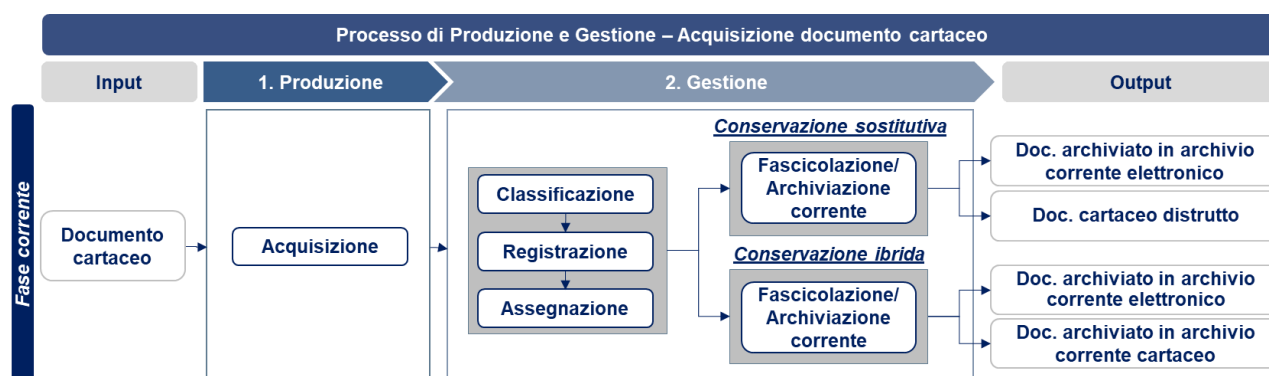 Processo di Produzione e Gestione – Acquisizione documento cartaceo
Input
1. Produzione
2. Gestione
Output
Fase corrente
Documento
cartaceo
Acquisizione
Classificazione
Registrazione
Assegnazione
Conservazione sostitutiva
Fascicolazione/
Archiviazione
corrente
Conservazione ibrida
Fascicolazione/
Archiviazione
corrente
Doc. archiviato in archivio
corrente elettronico
Doc. cartaceo distrutto
Doc. archiviato in archivio
corrente elettronico
Doc. archiviato in archivio
corrente cartaceo